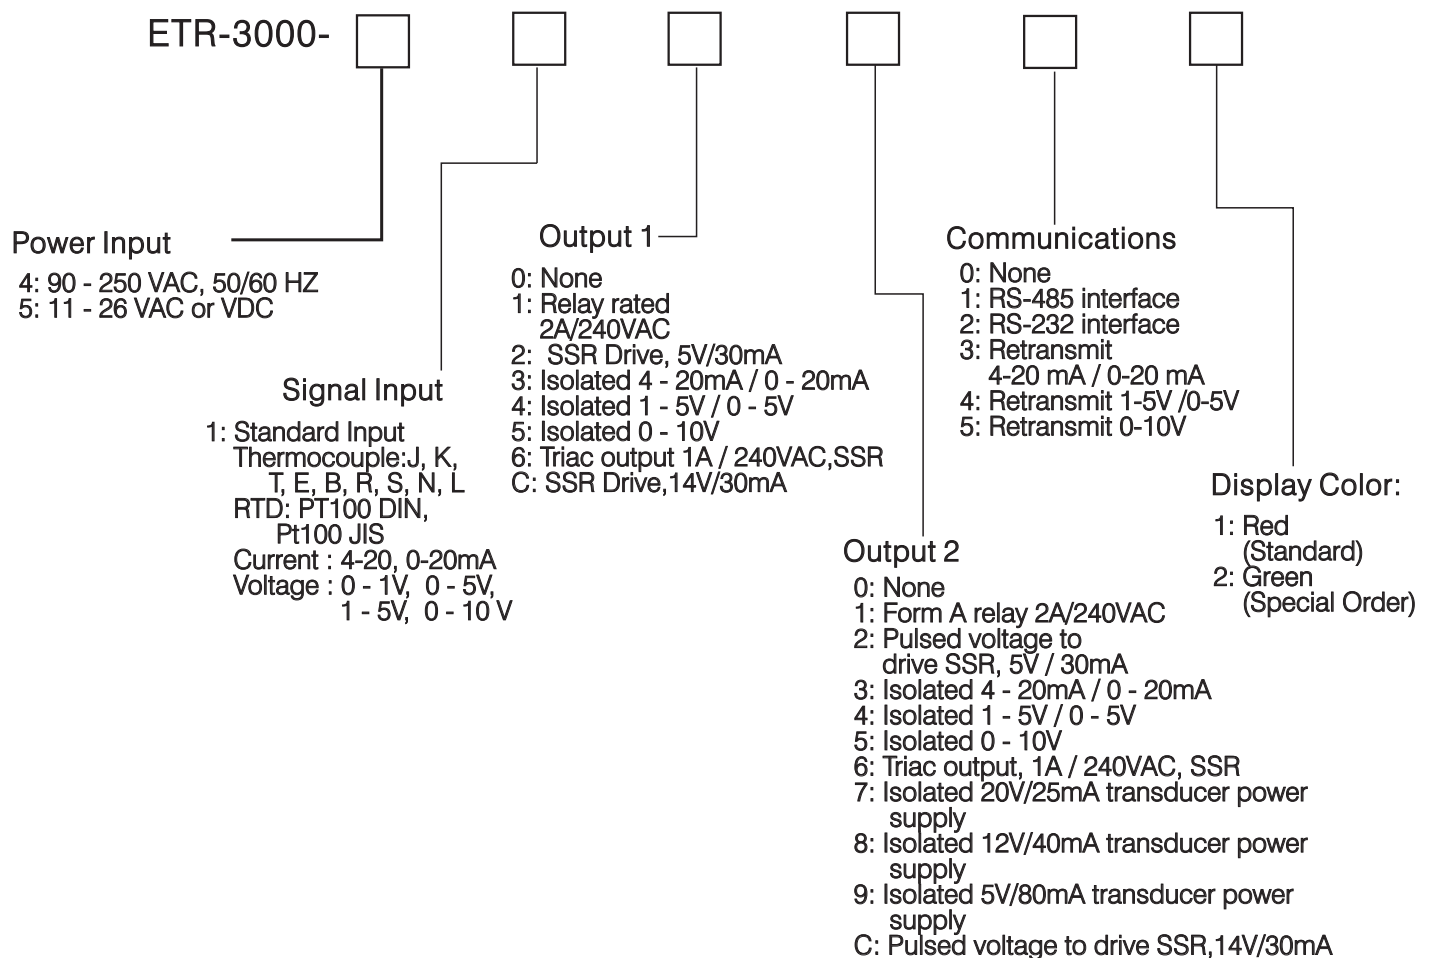 ETR-3000-
Power Input
4: 90 - 250 VAC, 50/60 HZ
5: 11 - 26 VAC or VDC
Signal Input
1: Standard Input
Thermocouple:J, K,
T, E, B, R, S, N, L
RTD: PT100 DIN,
Pt100 JIS
Current : 4-20, 0-20mA
Voltage : 0 - 1V, 0 - 5V,
1 - 5V, 0 - 10 V
Output 1
0: None
1: Relay rated
2A/240VAC
2: SSR Drive, 5V/30mA
3: Isolated 4 - 20mA / 0 - 20mA
4: Isolated 1 - 5V / 0 - 5V
5: Isolated 0 - 10V
6: Triac output 1A / 240VAC,SSR
C: SSR Drive,14V/30mA
Output 2
0: None
1: Form A relay 2A/240VAC
2: Pulsed voltage to
drive SSR, 5V / 30mA
3: Isolated 4 - 20mA / 0 - 20mA
4: Isolated 1 - 5V / 0 - 5V
5: Isolated 0 - 10V
6: Triac output, 1A / 240VAC, SSR
7: Isolated 20V/25mA transducer power
supply
8: Isolated 12V/40mA transducer power
supply
9: Isolated 5V/80mA transducer power
supply
C: Pulsed voltage to drive SSR,14V/30mA
Communications
0: None
1: RS-485 interface
2: RS-232 interface
3: Retransmit
4-20 mA / 0-20 mA
4: Retransmit 1-5V /0-5V
5: Retransmit 0-10V
Display Color:
1: Red
(Standard)
2: Green
(Special Order)